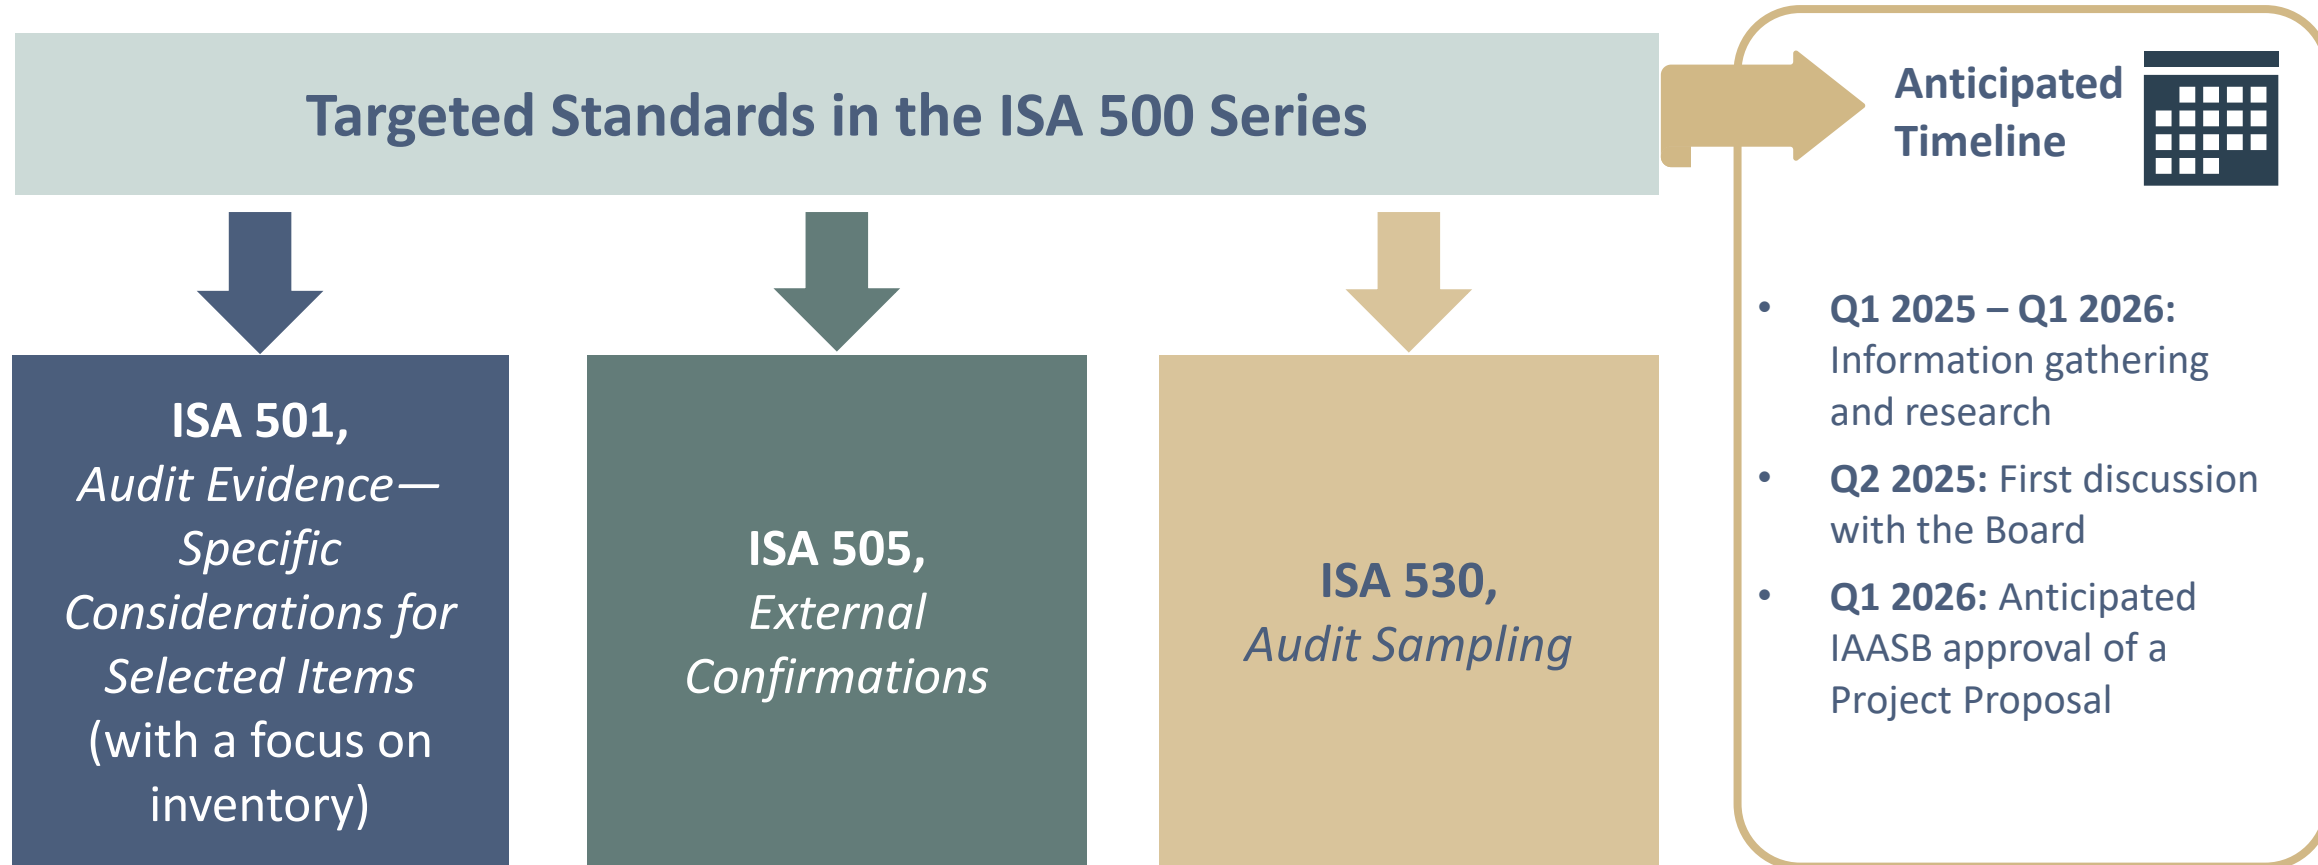 Targeted Standards in the ISA 500 Series
ISA 501,
Audit Evidence—
Specific
Considerations for
Selected Items
(with a focus on
inventory)
ISA 505,
External
Confirmations
ISA 530,
Audit Sampling
Anticipated
Timeline
• Q1 2025 – Q1 2026:
Information gathering
and research
• Q2 2025: First discussion
with the Board
• Q1 2026: Anticipated
IAASB approval of a
Project Proposal